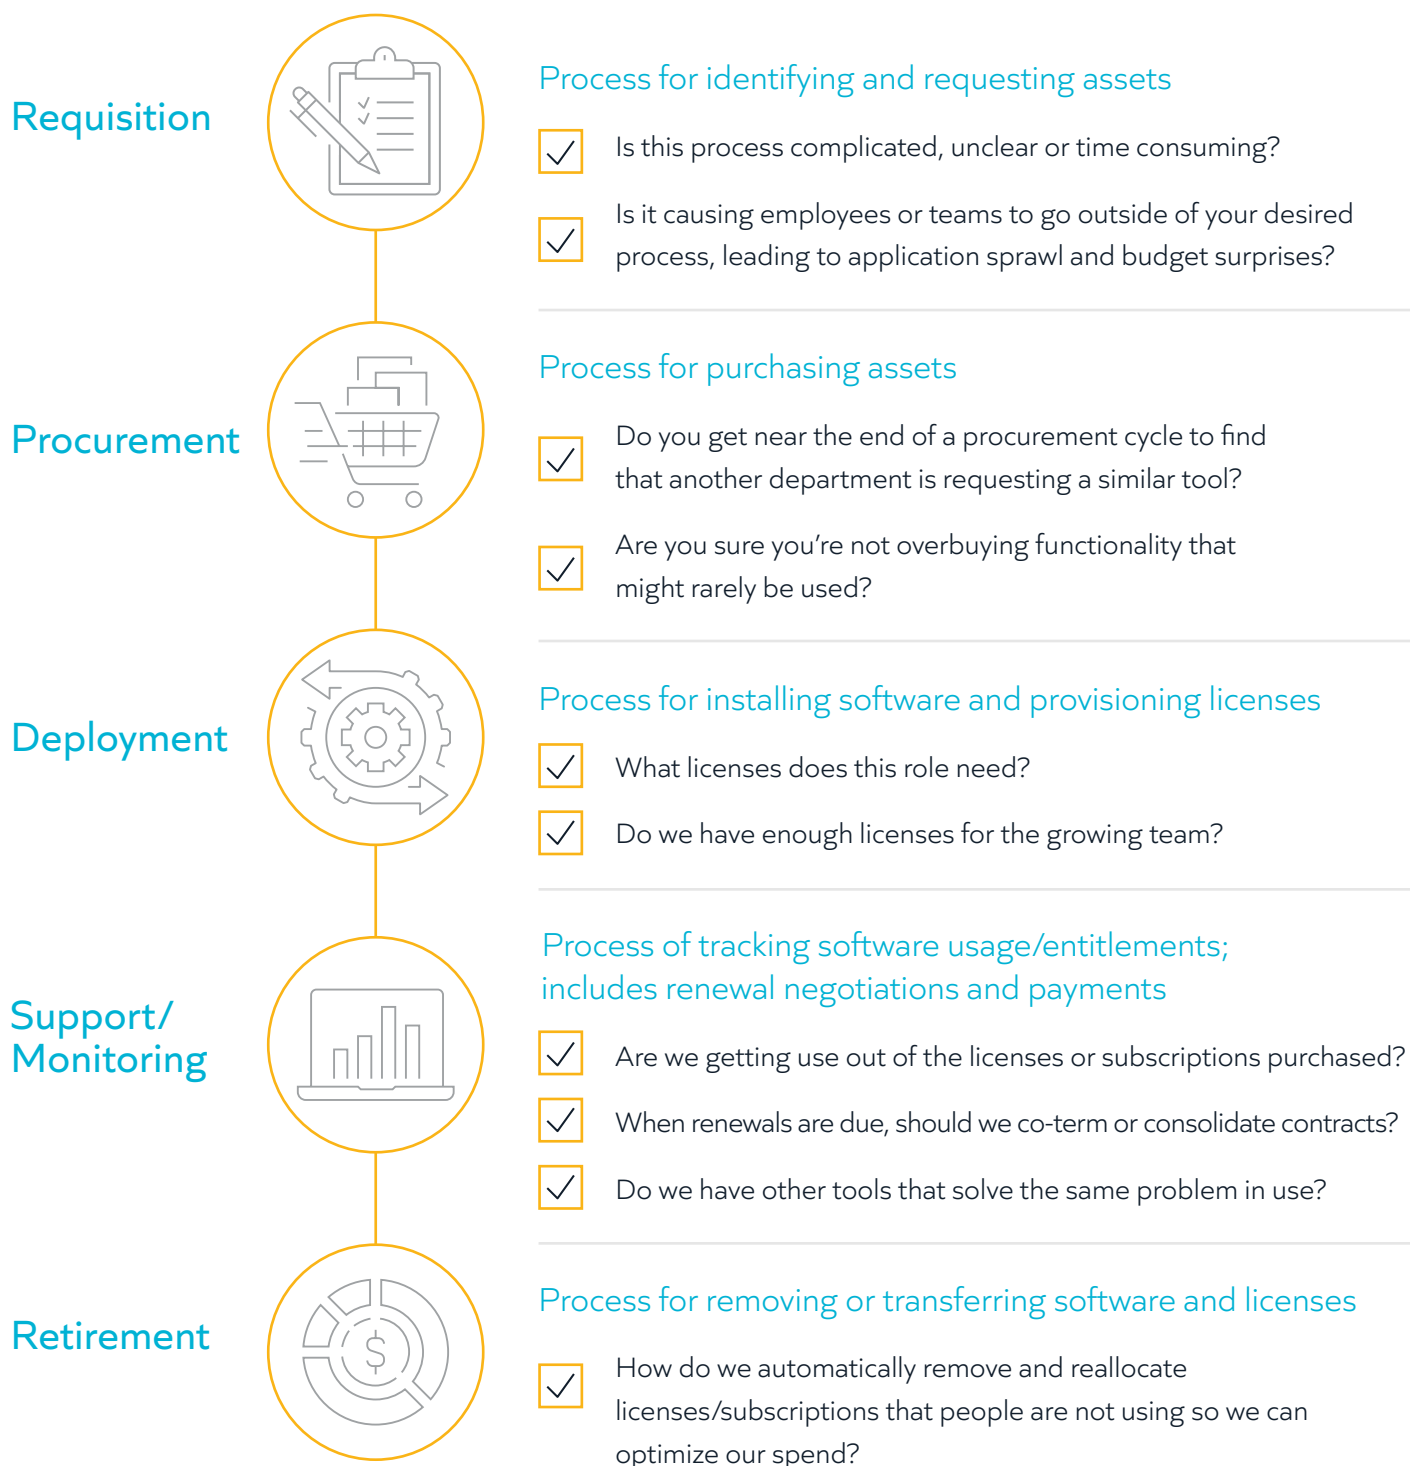 Requisition
Process for identifying and requesting assets
Is this process complicated, unclear or time consuming?
Is it causing employees or teams to go outside of your desired
process, leading to application sprawl and budget surprises?
Procurement
Process for purchasing assets
Do you get near the end of a procurement cycle to find
that another department is requesting a similar tool?
Are you sure you're not overbuying functionality that
might rarely be used?
Deployment
Process for installing software and provisioning licenses
What licenses does this role need?
Do we have enough licenses for the growing team?
Support/
Monitoring
Process of tracking software usage/entitlements;
includes renewal negotiations and payments
Are we getting use out of the licenses or subscriptions purchased?
When renewals are due, should we co-term or consolidate contracts?
Do we have other tools that solve the same problem in use?
Retirement
$
Process for removing or transferring software and licenses
How do we automatically remove and reallocate
licenses/subscriptions that people are not using so we can
optimize our spend?